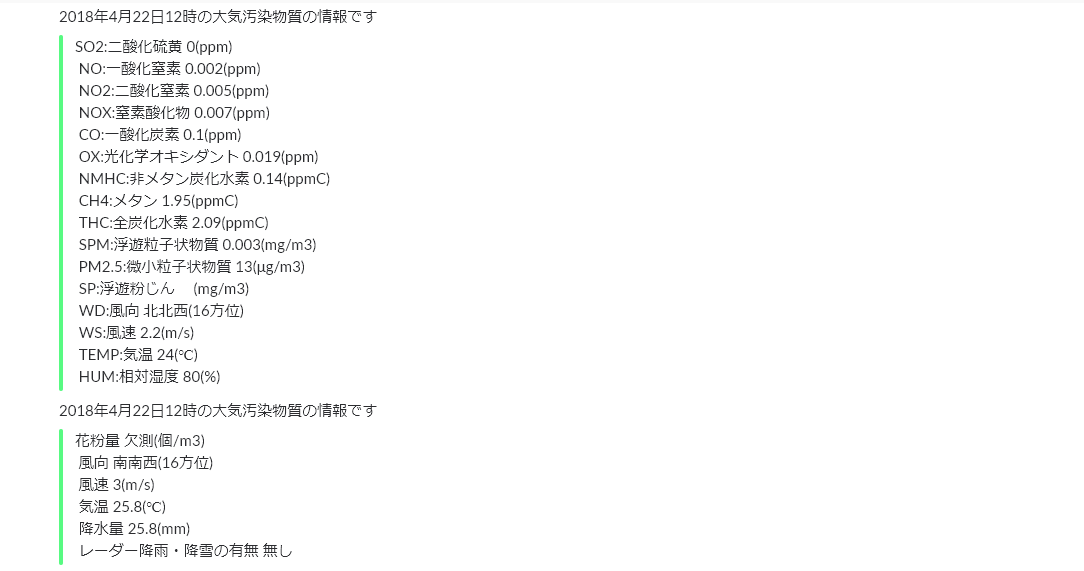 2018年4月22日12時の大気汚染物質の情報です
SO2:二酸化硫黄 0(ppm)
NO:一酸化窒素 0.002(ppm)
NO2:二酸化窒素 0.005(ppm)
NOX:窒素酸化物 0.007(ppm)
CO:一酸化炭素 0.1(ppm)
OX:光化学オキシダント 0.019(ppm)
NMHC:非メタン炭化水素 0.14(ppmC)
CH4:メタン 1.95(ppmC)
THC:全炭化水素 2.09(ppmC)
SPM:浮遊粒子状物質 0.003(mg/m3)
PM2.5:微小粒子状物質 13(μg/m3)
SP:浮遊粉じん　 (mg/m3)
WD:風向 北北西(16方位)
WS:風速 2.2(m/s)
TEMP:気温 24(℃)
HUM:相対湿度 80(%)
2018年4月22日12時の大気汚染物質の情報です
花粉量 欠測(個/m3)
風向 南南西(16方位)
風速 3(m/s)
気温 25.8(℃)
降水量 25.8(mm)
レーダー降雨・降雪の有無 無し